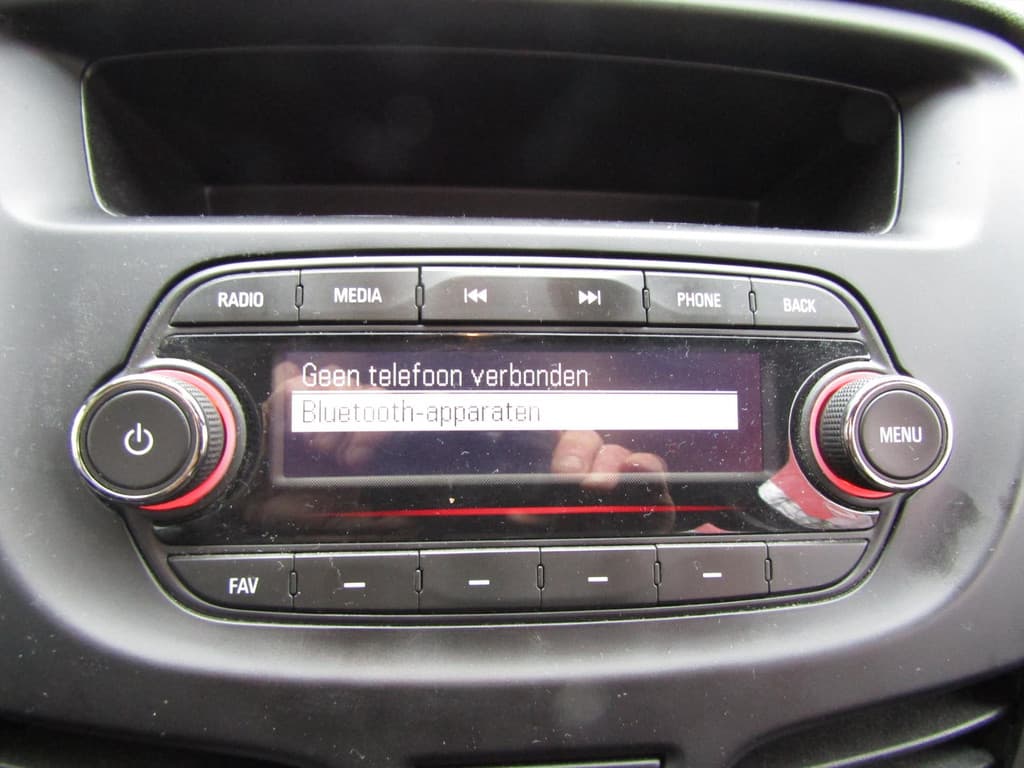 RADIO MEDIA PHONE BACK
Geen telefoon verbonden
Bluetooth-apparaten
MENU
FAV